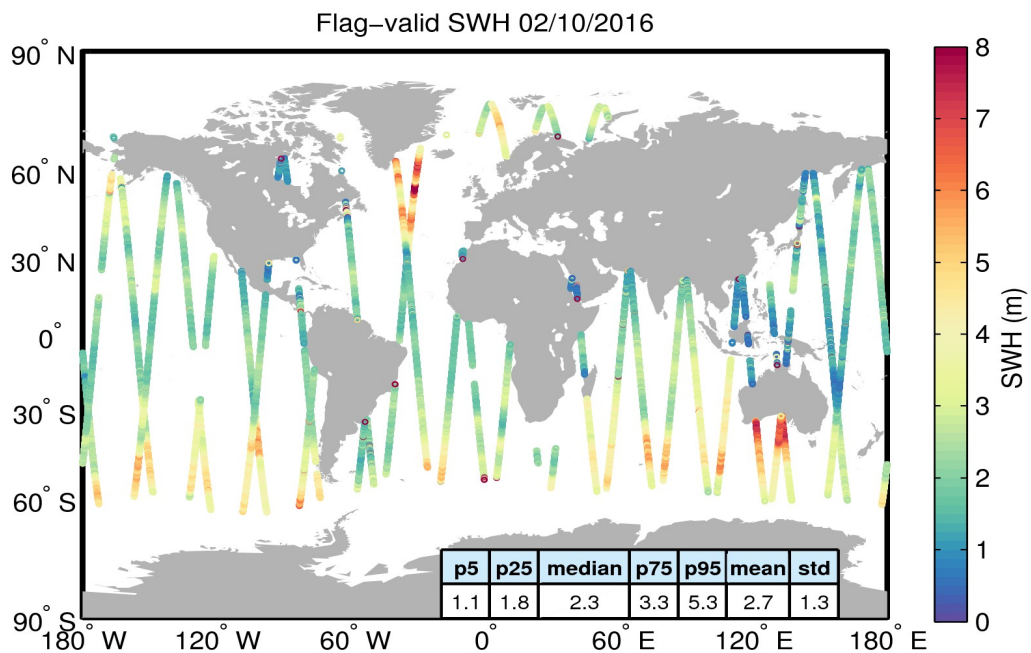 Flag−valid SWH 02/10/2016
90° N
60° N
30° N
0°
30° S
60° S
90° S
180° W
120° W
60° W
0°
60° E
120° E
180° E
p5 p25 median p75 p95 mean std
1.1 1.8 2.3 3.3 5.3 2.7 1.3
8
7
6
5
4
3
2
1
0
SWH (m)